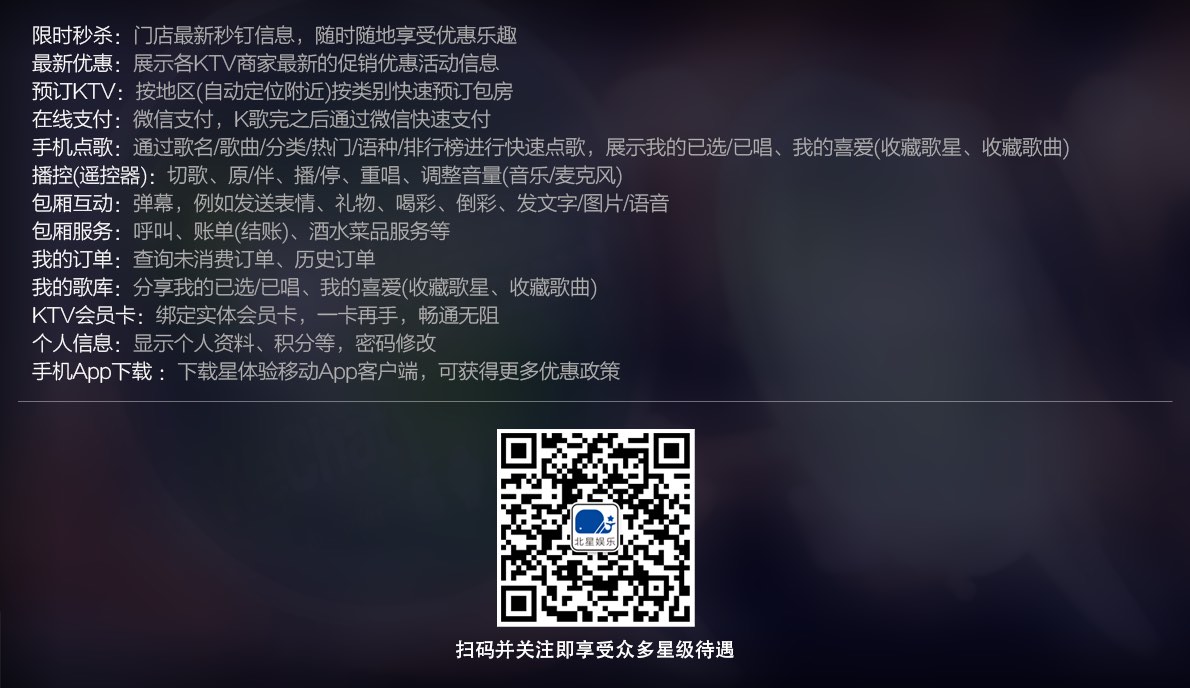 限时秒杀：门店最新秒钉信息，随时随地享受优惠乐趣
最新优惠：展示各KTV商家最新的促销优惠活动信息
预订KTV：按地区(自动定位附近)按类别快速预订包房
在线支付：微信支付，K歌完之后通过微信快速支付
手机点歌：通过歌名/歌曲/分类/热门/语种/排行榜进行快速点歌，展示我的已选/已唱、我的喜爱(收藏歌星、收藏歌曲)
播控(遥控器)：切歌、原/伴、播/停、重唱、调整音量(音乐/麦克风)
包厢互动：弹幕，例如发送表情、礼物、喝彩、倒彩、发文字/图片/语音
包厢服务：呼叫、账单(结账)、酒水菜品服务等
我的订单：查询未消费订单、历史订单
我的歌库：分享我的已选/已唱、我的喜爱(收藏歌星、收藏歌曲)
KTV会员卡：绑定实体会员卡，一卡再手，畅通无阻
个人信息：显示个人资料、积分等，密码修改
手机App下载 ：下载星体验移动App客户端，可获得更多优惠政策
北星娱乐
扫码并关注即享受众多星级待遇